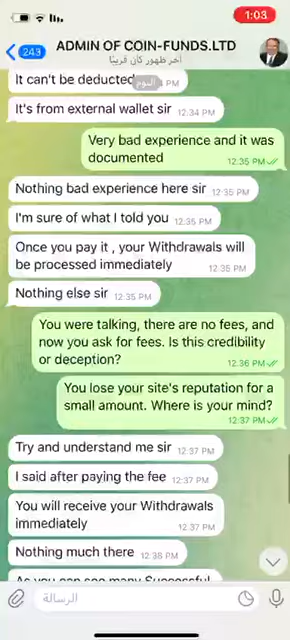 1:03
243
ADMIN OF COIN-FUNDS.LTD
آخر ظهور كان قريبًا
It can't be deducted
اليوم
PM
It's from external wallet sir 12:34 PM
Very bad experience and it was
documented
12:35 PM
Nothing bad experience here sir 12:35 PM
I'm sure of what I told you 12:35 PM
Once you pay it , your Withdrawals will
be processed immediately
12:35 PM
Nothing else sir 12:35 PM
You were talking, there are no fees, and
now you ask for fees. Is this credibility
or deception?
12:36 PM
You lose your site's reputation for a
small amount. Where is your mind?
12:37 PM
Try and understand me sir 12:37 PM
I said after paying the fee 12:37 PM
You will receive your Withdrawals
immediately
12:37 PM
Nothing much there 12:38 PM
As you can see many Successful
الرسالة